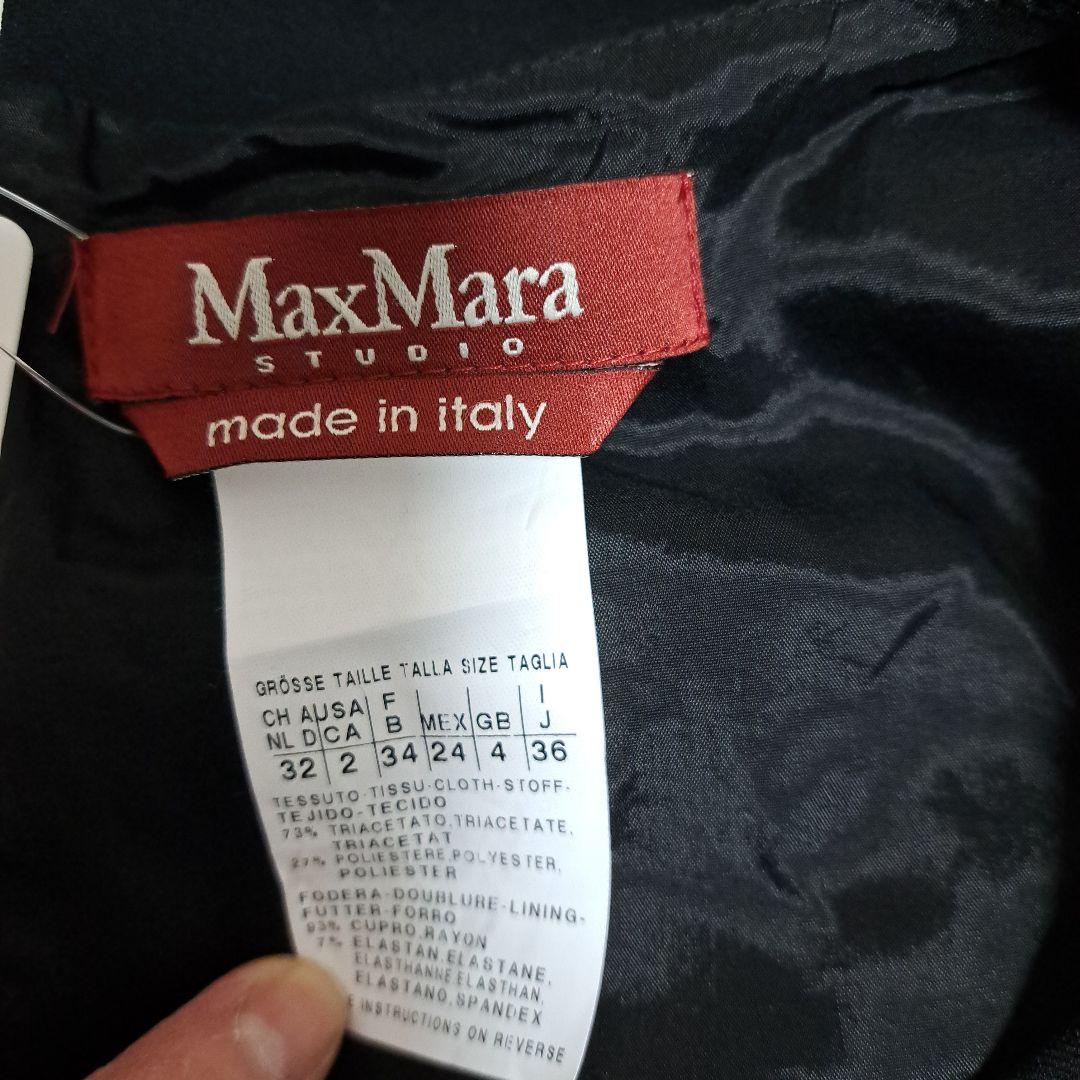 MaxMara
STUDIO
made in italy
GRÖSSE TAILLE TALLA SIZE TAGLIA
CH A USA F MEX GB I
NL D CA B J
32 2 34 24 4 36
TESSUTO-TISSU-CLOTH-STOFF-
TEJIDO-TECIDO
73% TRIACETATO,TRIACETATE,
TRIACETAT
27% POLIESTERE,POLYESTER,
POLIESTER
FODERA-DOUBLURE-LINING-
FUTTER-FORRO
93% CUPRO,RAYON
7% ELASTAN,ELASTANE,
ELASTHANNE,ELASTHAN,
ELASTANO,SPANDEX
INSTRUCTIONS ON REVERSE